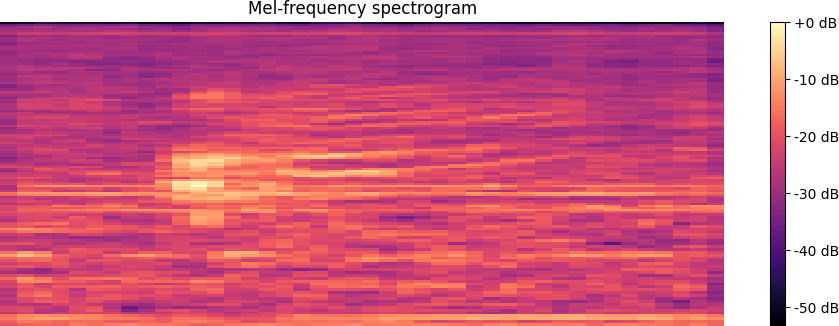 Mel-frequency spectrogram
+0 dB
-10 dB
-20 dB
-30 dB
-40 dB
-50 dB